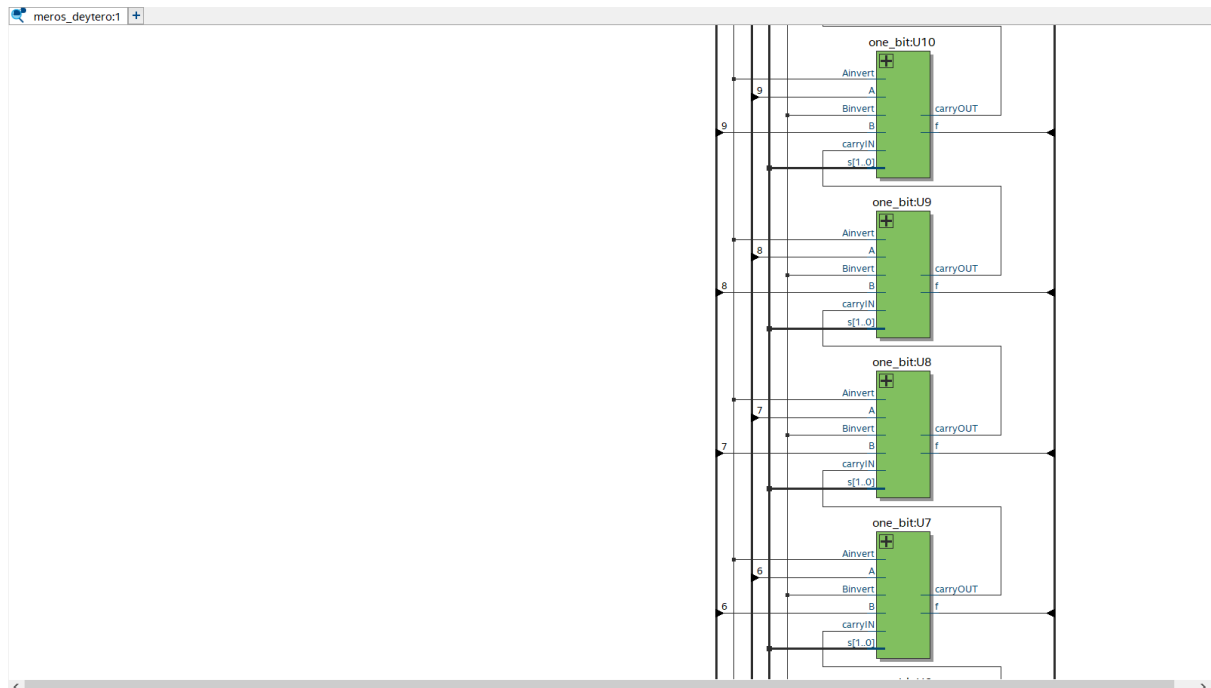 meros_deytero:1
one_bit:U10
Ainvert
9 A
Binvert carryOUT
9 B f
carryIN
s[1..0]
one_bit:U9
Ainvert
8 A
Binvert carryOUT
8 B f
carryIN
s[1..0]
one_bit:U8
Ainvert
7 A
Binvert carryOUT
7 B f
carryIN
s[1..0]
one_bit:U7
Ainvert
6 A
Binvert carryOUT
6 B f
carryIN
s[1..0]